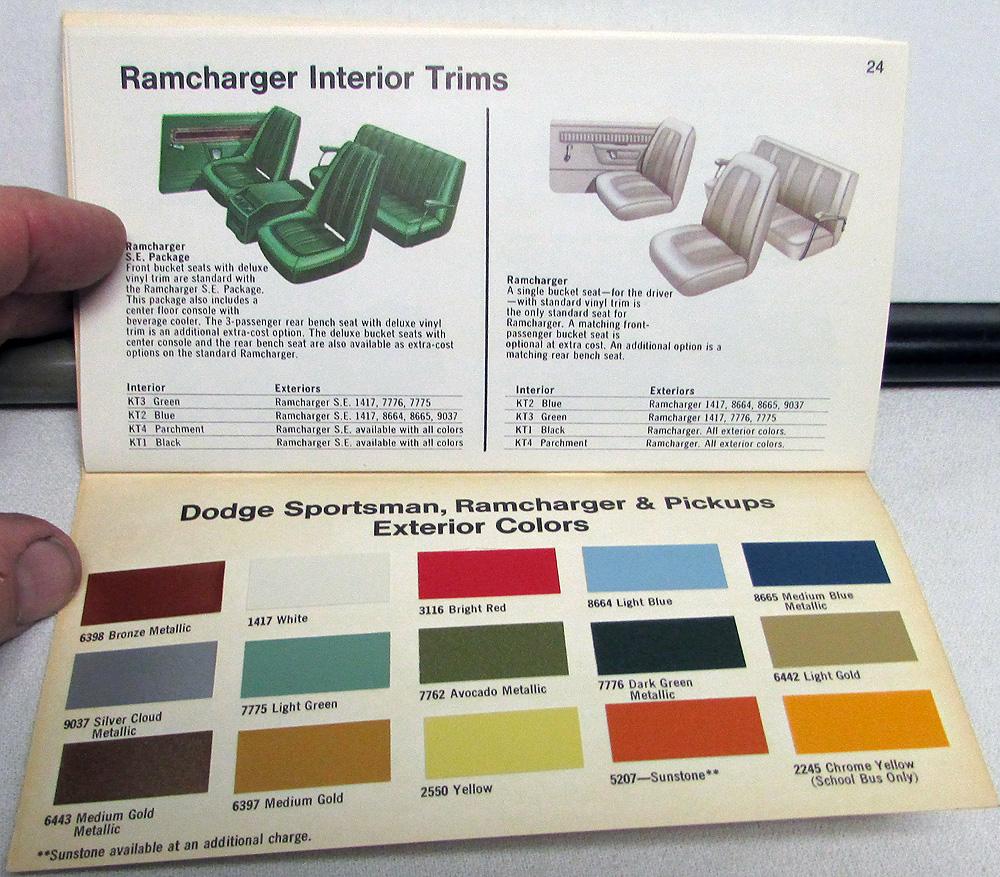 24
Ramcharger Interior Trims
Ramcharger
S.E. Package
Front bucket seats with deluxe
vinyl trim are standard with
the Ramcharger S.E. Package.
This package also includes a
center floor console with
beverage cooler. The 3-passenger rear bench seat with deluxe vinyl
trim is an additional extra-cost option. The deluxe bucket seats with
center console and the rear bench seat are also available as extra-cost
options on the standard Ramcharger.
Interior Exteriors
KT3 Green Ramcharger S.E. 1417, 7776, 7775
KT2 Blue Ramcharger S.E. 1417, 8664, 8665, 9037
KT4 Parchment Ramcharger S.E. available with all colors
KT1 Black Ramcharger S.E. available with all colors
Ramcharger
A single bucket seat—for the driver
—with standard vinyl trim is
the only standard seat for
Ramcharger. A matching front-
passenger bucket seat is
optional at extra cost. An additional option is a
matching rear bench seat.
Interior Exteriors
KT2 Blue Ramcharger 1417, 8664, 8665, 9037
KT3 Green Ramcharger 1417, 7776, 7775
KT1 Black Ramcharger. All exterior colors.
KT4 Parchment Ramcharger. All exterior colors.
Dodge Sportsman, Ramcharger & Pickups
Exterior Colors
6398 Bronze Metallic
1417 White
3116 Bright Red
8664 Light Blue
8665 Medium Blue
Metallic
9037 Silver Cloud
Metallic
7775 Light Green
7762 Avocado Metallic
7776 Dark Green
Metallic
6442 Light Gold
6443 Medium Gold
Metallic
6397 Medium Gold
2550 Yellow
5207—Sunstone**
2245 Chrome Yellow
(School Bus Only)
**Sunstone available at an additional charge.